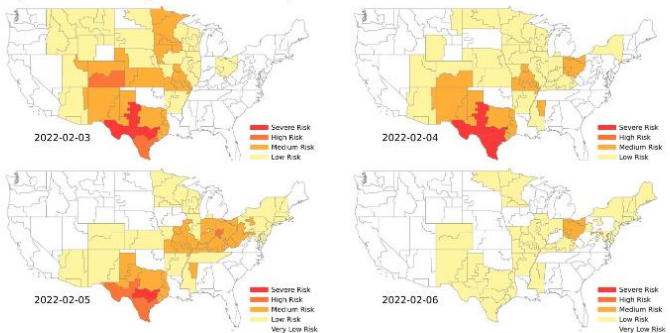 2022-02-03
Severe Risk
High Risk
Medium Risk
Low Risk
2022-02-04
Severe Risk
High Risk
Medium Risk
Low Risk
2022-02-05
Severe Risk
High Risk
Medium Risk
Low Risk
Very Low Risk
2022-02-06
Severe Risk
High Risk
Medium Risk
Low Risk
Very Low Risk